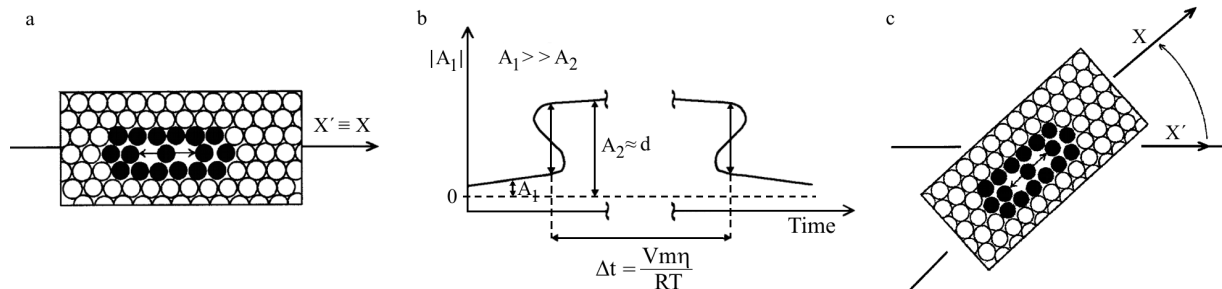 a
X′ ≡ X
b
|A₁|
A₁ >> A₂
A₂ ≈ d
A₁
0
Time
Δt = Vmη / RT
c
X
X′